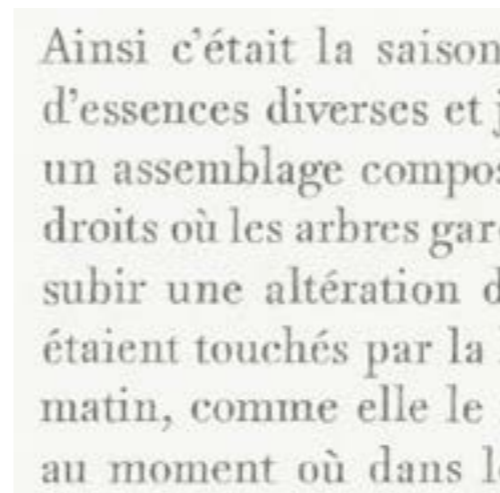 Ainsi c'était la saison
d'essences diverses et
un assemblage
droits où les arbres
subir une altération
étaient touchés par la
matin, comme elle le
au moment où dans